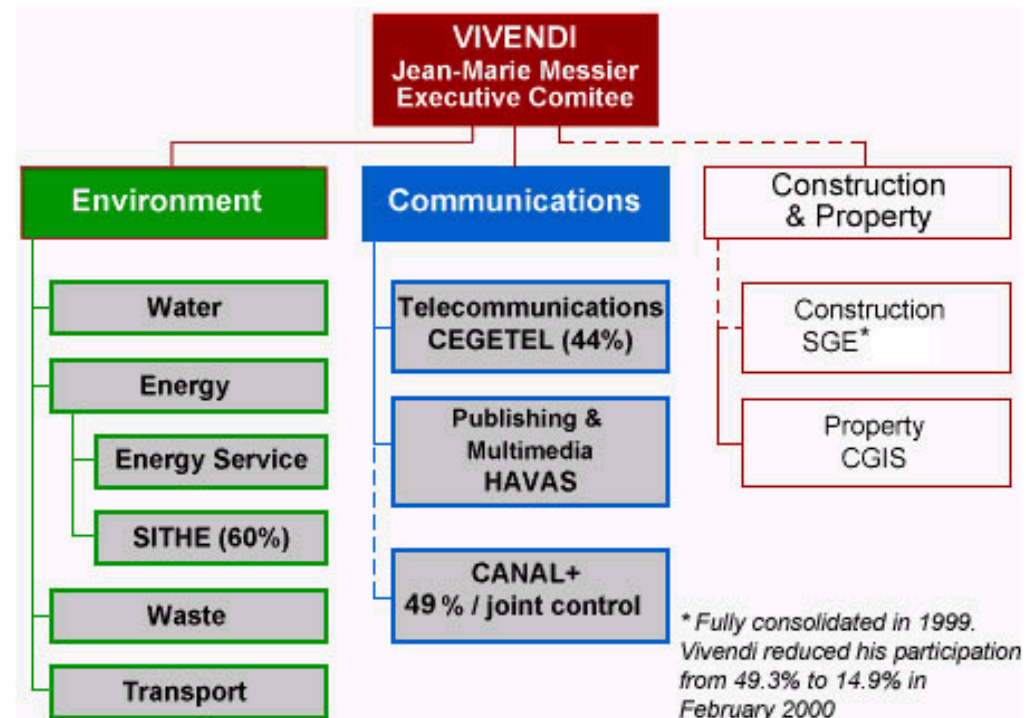 VIVENDI
Jean-Marie Messier
Executive Comitee
Environment
Water
Energy
Energy Service
SITHE (60%)
Waste
Transport
Communications
Telecommunications
CEGETEL (44%)
Publishing &
Multimedia
HAVAS
CANAL+
49% / joint control
Construction
& Property
Construction
SGE*
Property
CGIS
* Fully consolidated in 1999.
Vivendi reduced his participation
from 49.3% to 14.9% in
February 2000